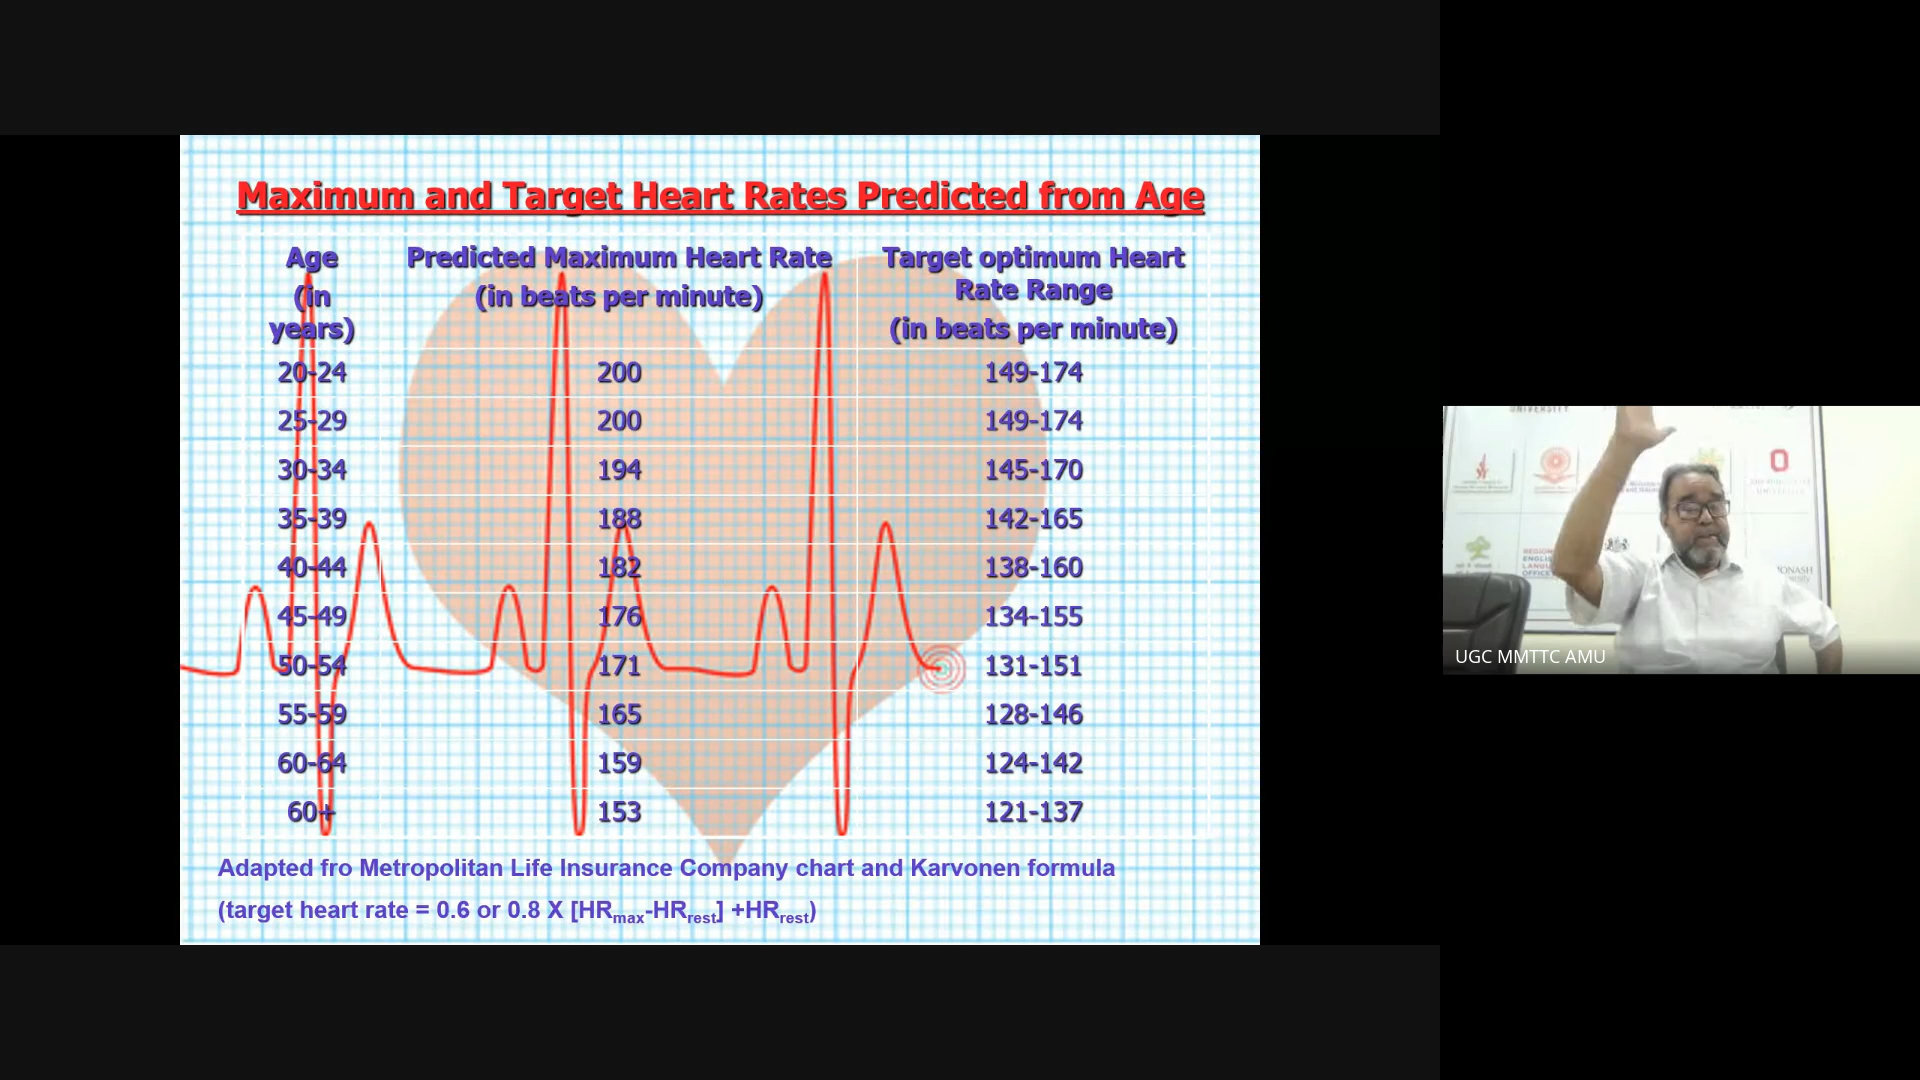 Maximum and Target Heart Rates Predicted from Age
Age
(in
years)
Predicted Maximum Heart Rate
(in beats per minute)
Target optimum Heart
Rate Range
(in beats per minute)
20-24 200 149-174
25-29 200 149-174
30-34 194 145-170
35-39 188 142-165
40-44 182 138-160
45-49 176 134-155
50-54 171 131-151
55-59 165 128-146
60-64 159 124-142
60+ 153 121-137
Adapted fro Metropolitan Life Insurance Company chart and Karvonen formula
(target heart rate = 0.6 or 0.8 X [HRmax-HRrest] +HRrest)
UNIVERSITY
ENGLISH
LANGUAGE
OFFICE
UGC MMTTC AMU